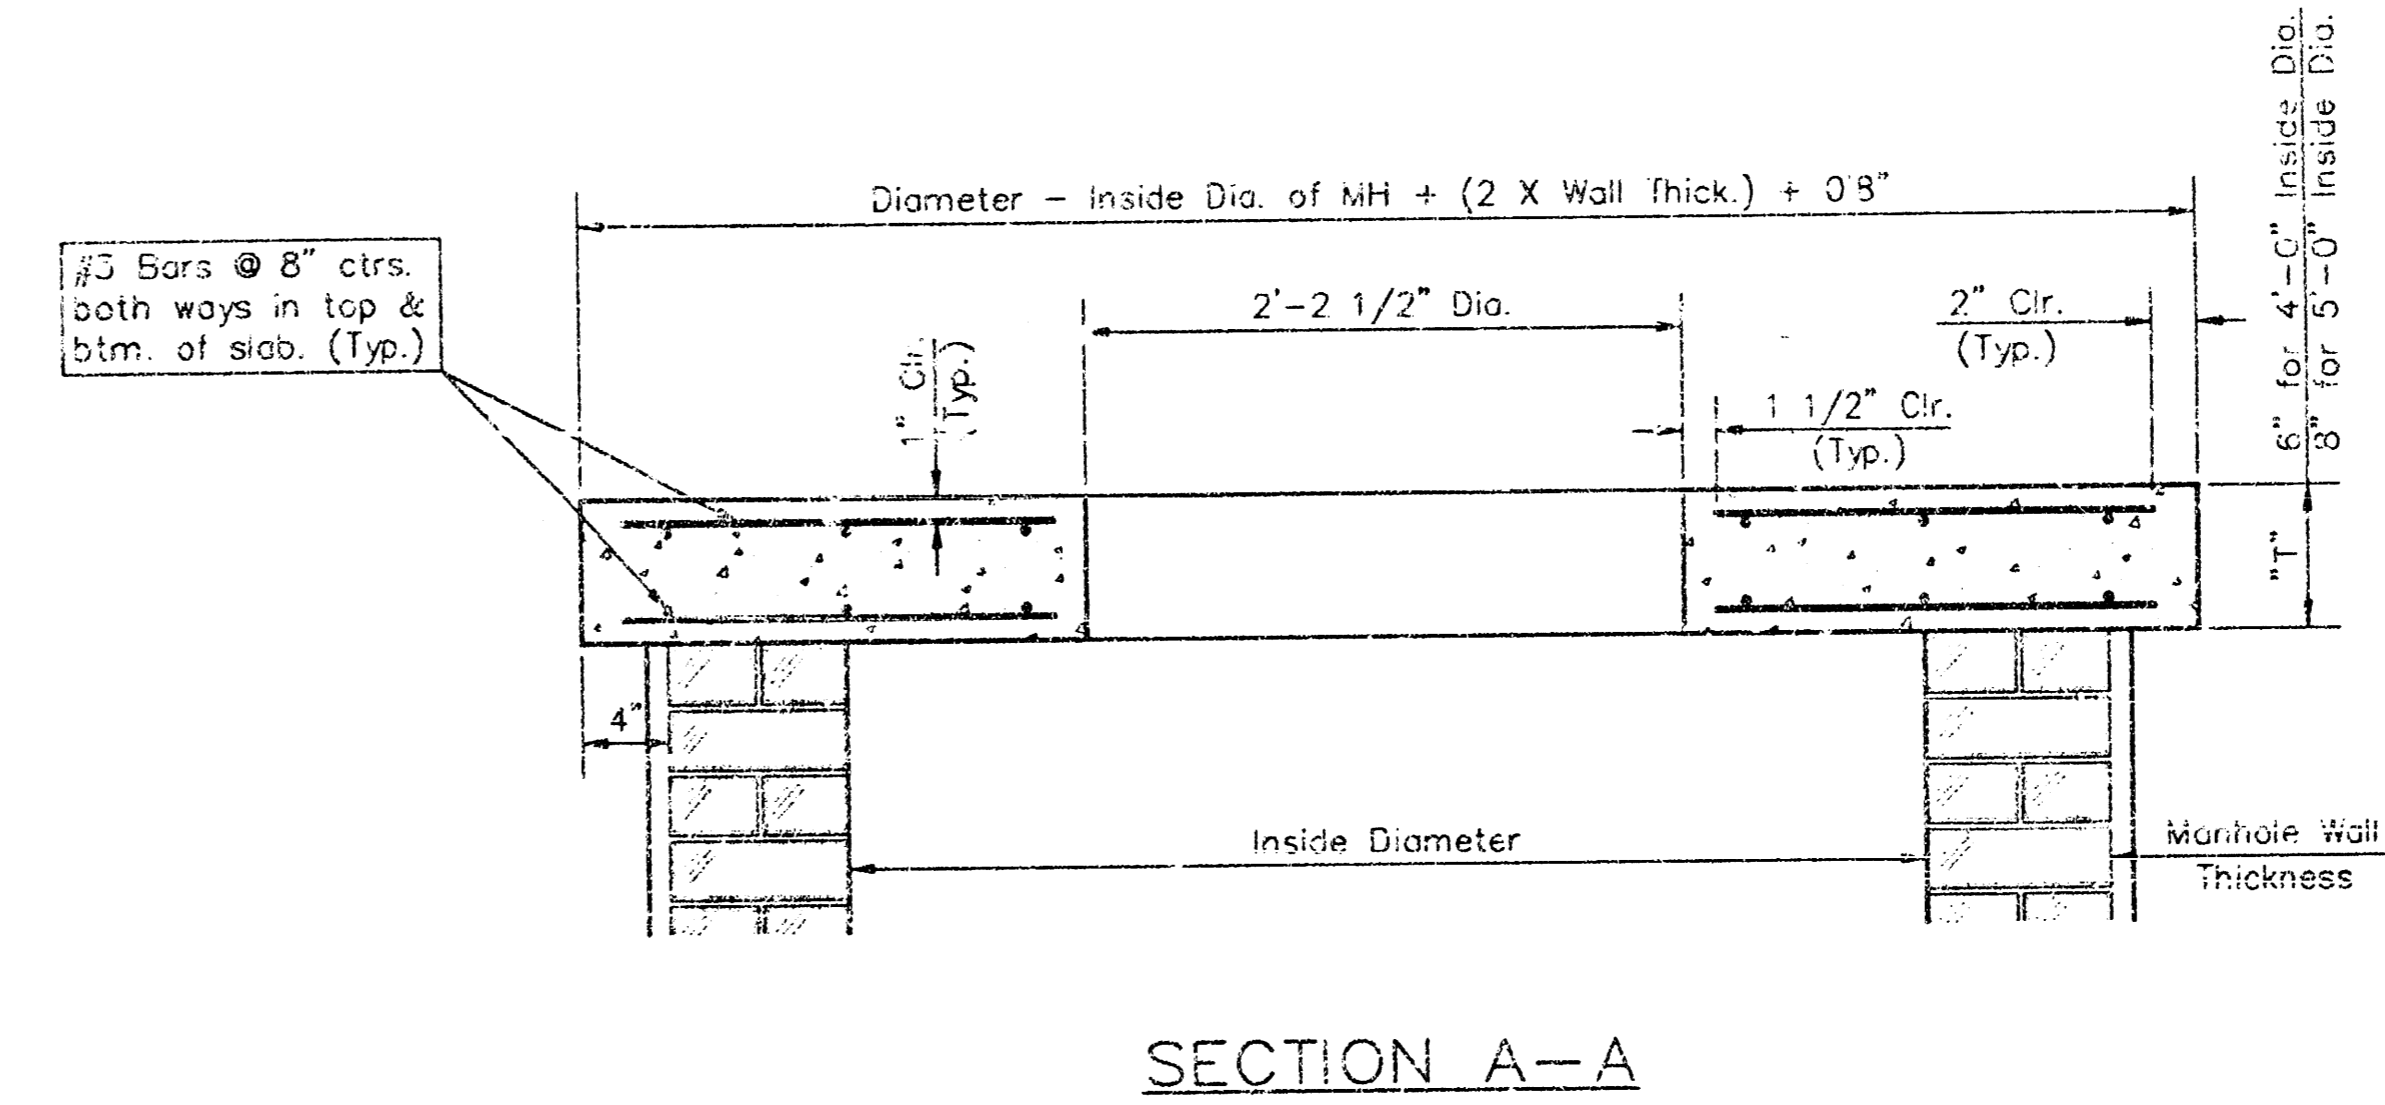 6" for 4'-0" Inside Dia.
8" for 5'-0" Inside Dia.
Diameter - Inside Dia. of MH + (2 X Wall Thick.) + 0'8"
#3 Bars @ 8" ctrs.
both ways in top &
btm. of slab. (Typ.)
2'-2 1/2" Dia.
2" Clr.
(Typ.)
1" Clr.
(Typ.)
1 1/2" Clr.
(Typ.)
"T"
4"
Inside Diameter
Manhole Wall
Thickness
SECTION A-A